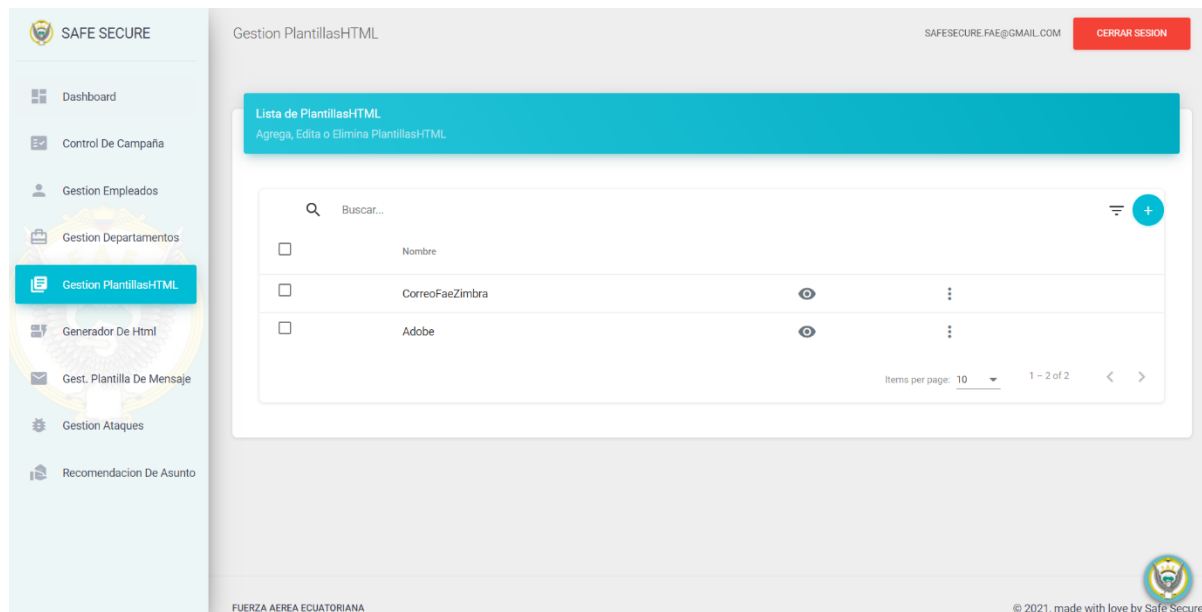 SAFE SECURE
Gestion PlantillasHTML
SAFESECURE.FAE@GMAIL.COM
CERRAR SESION
Dashboard
Control De Campaña
Gestion Empleados
Gestion Departamentos
Gestion PlantillasHTML
Generador De Html
Gest. Plantilla De Mensaje
Gestion Ataques
Recomendacion De Asunto
Lista de PlantillasHTML
Agrega, Edita o Elimina PlantillasHTML
Buscar...
Nombre
CorreoFaeZimbra
Adobe
Items per page: 10
1 – 2 of 2
FUERZA AEREA ECUATORIANA
© 2021, made with love by Safe Secure